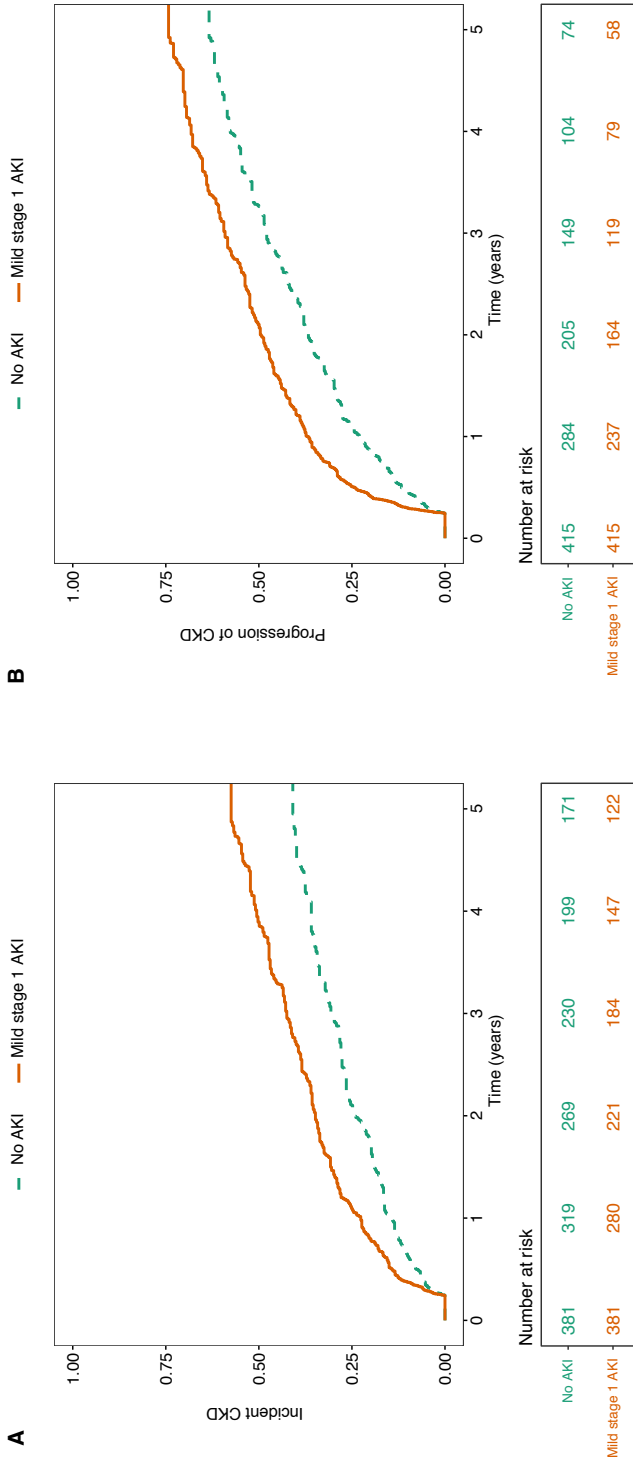 A
No AKI Mild stage 1 AKI
1.00
0.75
0.50
0.25
0.00
Incident CKD
0 1 2 3 4 5
Time (years)
Number at risk
No AKI 381 319 269 230 199 171
Mild stage 1 AKI 381 280 221 184 147 122
B
No AKI Mild stage 1 AKI
1.00
0.75
0.50
0.25
0.00
Progression of CKD
0 1 2 3 4 5
Time (years)
Number at risk
No AKI 415 284 205 149 104 74
Mild stage 1 AKI 415 237 164 119 79 58